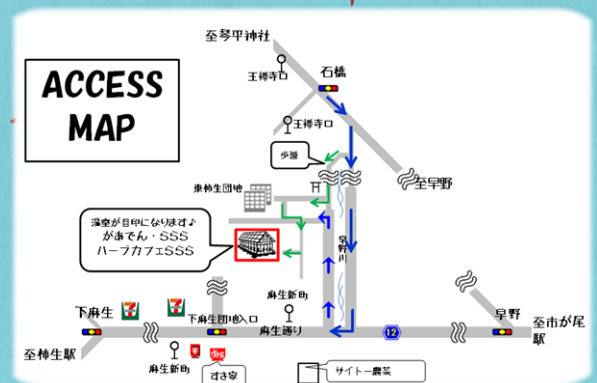 至琴平神社
ACCESS
MAP
王禅寺口
石橋
王禅寺口
歩道
至早野
東柿生団地
温室が目印になります♪
があでん・SSS
ハーブカフェSSS
早野川
麻生新町
下麻生
下麻生団地入口
麻生通り
12
早野
至市が尾
駅
至柿生駅
麻生新町
すき家
サイトー農芸